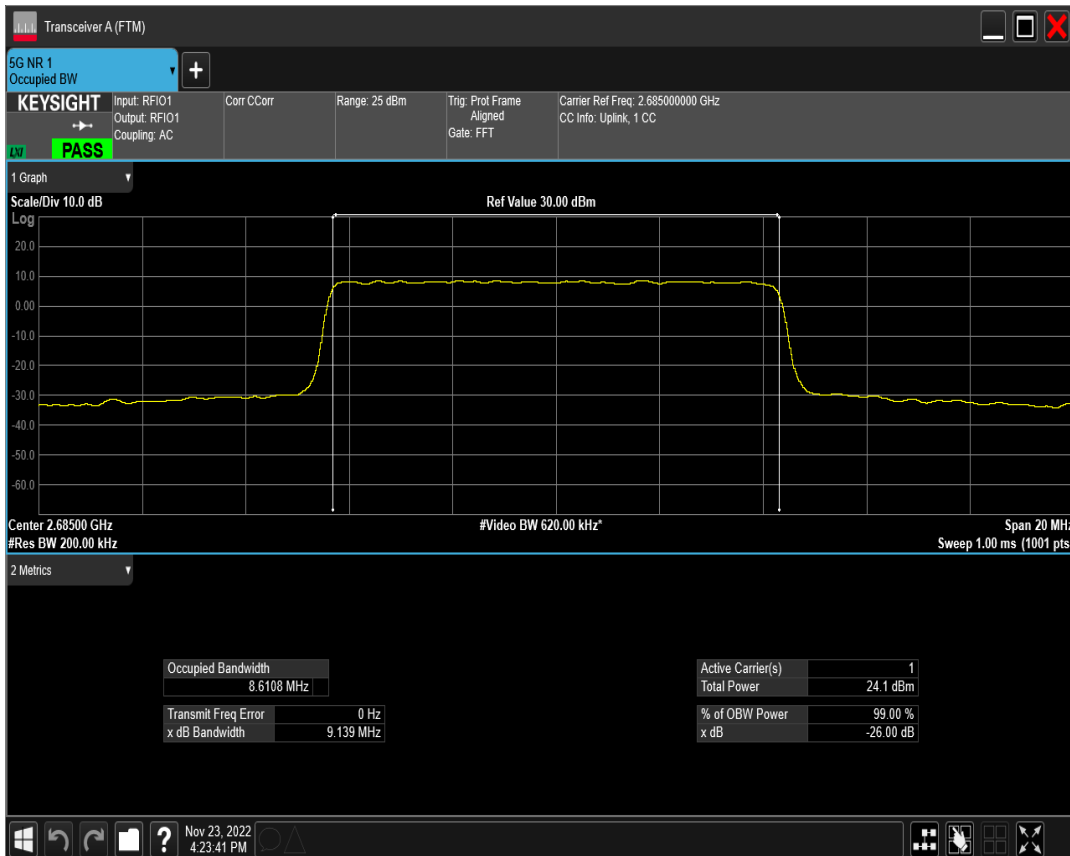 Transceiver A (FTM)
5G NR 1
Occupied BW
+
KEYSIGHT
Input: RFIO1
Output: RFIO1
Coupling: AC
Corr CCorr
Range: 25 dBm
Trig: Prot Frame
Aligned
Gate: FFT
Carrier Ref Freq: 2.685000000 GHz
CC Info: Uplink, 1 CC
LXI
PASS
1 Graph
Scale/Div 10.0 dB
Ref Value 30.00 dBm
Log
20.0
10.0
0.00
-10.0
-20.0
-30.0
-40.0
-50.0
-60.0
Center 2.68500 GHz
#Video BW 620.00 kHz*
Span 20 MHz
#Res BW 200.00 kHz
Sweep 1.00 ms (1001 pts
2 Metrics
Occupied Bandwidth
8.6108 MHz
Transmit Freq Error 0 Hz
x dB Bandwidth 9.139 MHz
Active Carrier(s) 1
Total Power 24.1 dBm
% of OBW Power 99.00 %
x dB -26.00 dB
?
Nov 23, 2022
4:23:41 PM